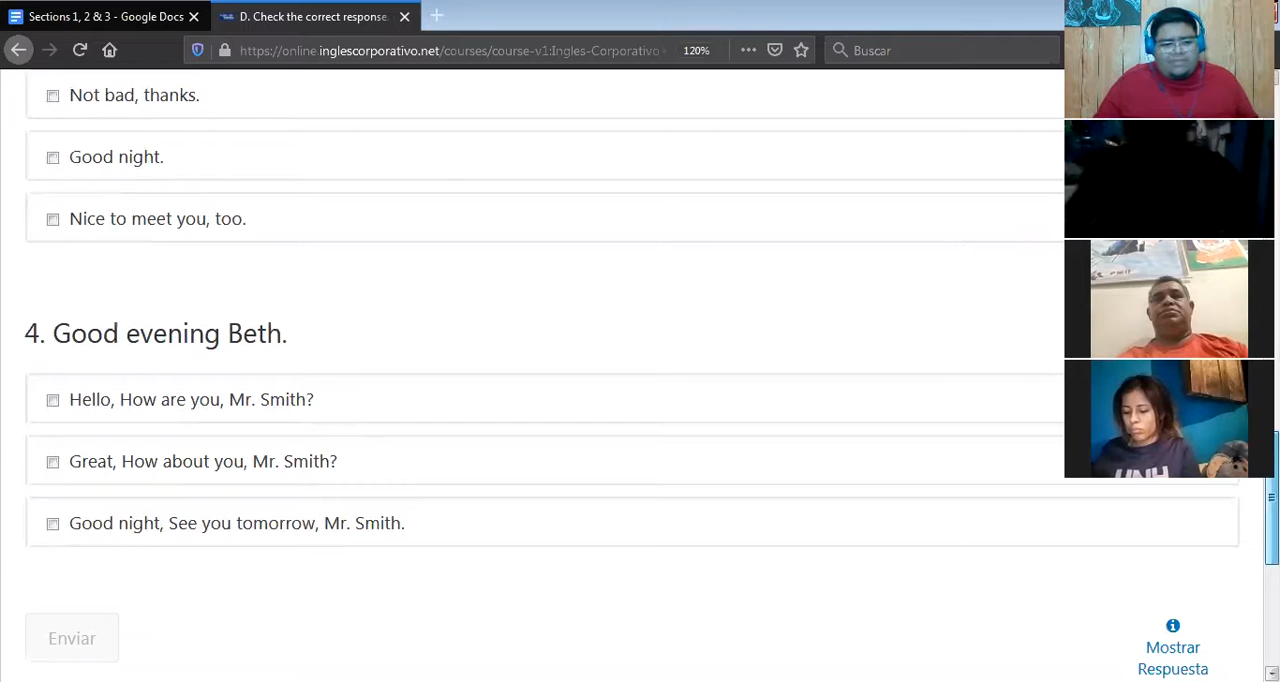 Sections 1, 2 & 3 - Google Docs
D. Check the correct response.
https://online.inglescorporativo.net/courses/course-v1:Ingles-Corporativo
120%
Buscar
Not bad, thanks.
Good night.
Nice to meet you, too.
4. Good evening Beth.
Hello, How are you, Mr. Smith?
Great, How about you, Mr. Smith?
Good night, See you tomorrow, Mr. Smith.
Enviar
Mostrar
Respuesta
UNH